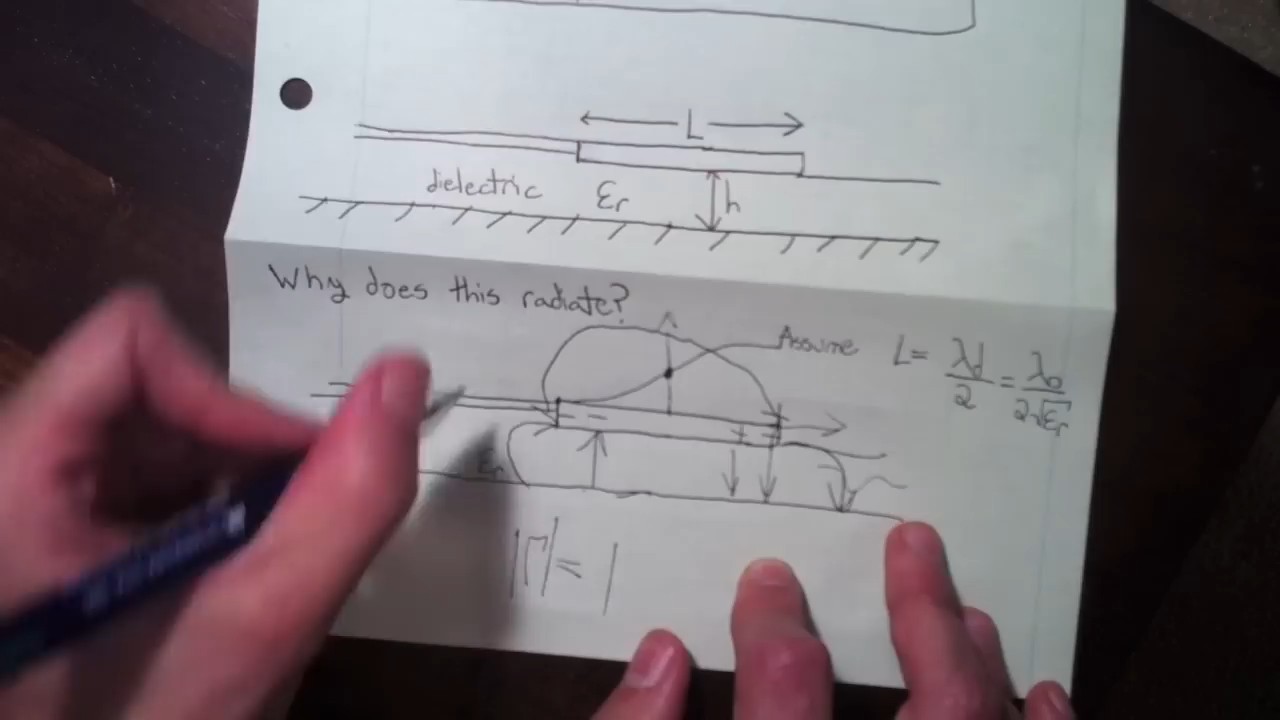 L
dielectric εr
h
Why does this radiate?
Assume L = λd/2 = λ0/2√εr
εr
|Γ| = 1